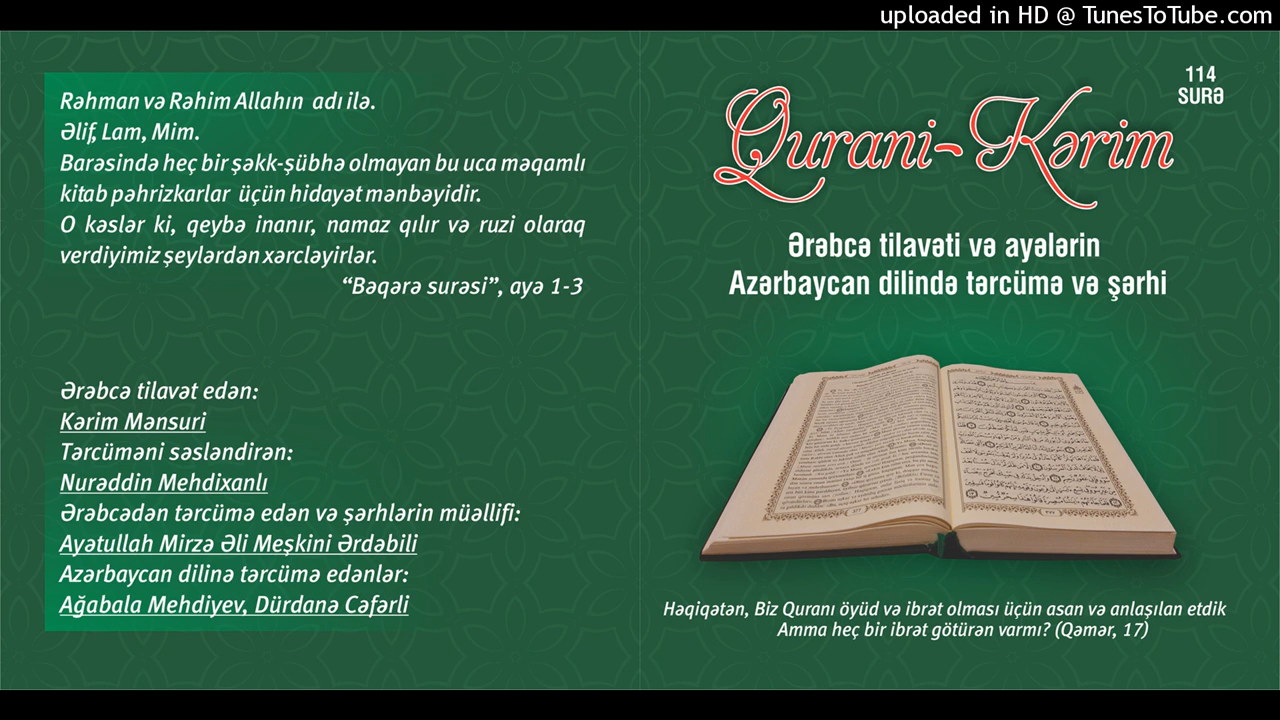 uploaded in HD @ TunesToTube.com
Rəhman və Rəhim Allahın adı ilə.
Əlif, Lam, Mim.
Barəsində heç bir şəkk-şübhə olmayan bu uca məqamlı
kitab pəhrizkarlar üçün hidayət mənbəyidir.
O kəslər ki, qeybə inanır, namaz qılır və ruzi olaraq
verdiyimiz şeylərdən xərcləyirlər.
“Bəqərə surəsi”, ayə 1-3
Ərəbcə tilavət edən:
Kərim Mənsuri
Tərcüməni səsləndirən:
Nurəddin Mehdixanlı
Ərəbcədən tərcümə edən və şərhlərin müəllifi:
Ayətullah Mirzə Əli Meşkini Ərdəbili
Azərbaycan dilinə tərcümə edənlər:
Ağabala Mehdiyev, Dürdanə Cəfərli
114
SURƏ
Qurani-Kərim
Ərəbcə tilavəti və ayələrin
Azərbaycan dilində tərcümə və şərhi
Həqiqətən, Biz Quranı öyüd və ibrət olması üçün asan və anlaşılan etdik
Amma heç bir ibrət götürən varmı? (Qəmər, 17)